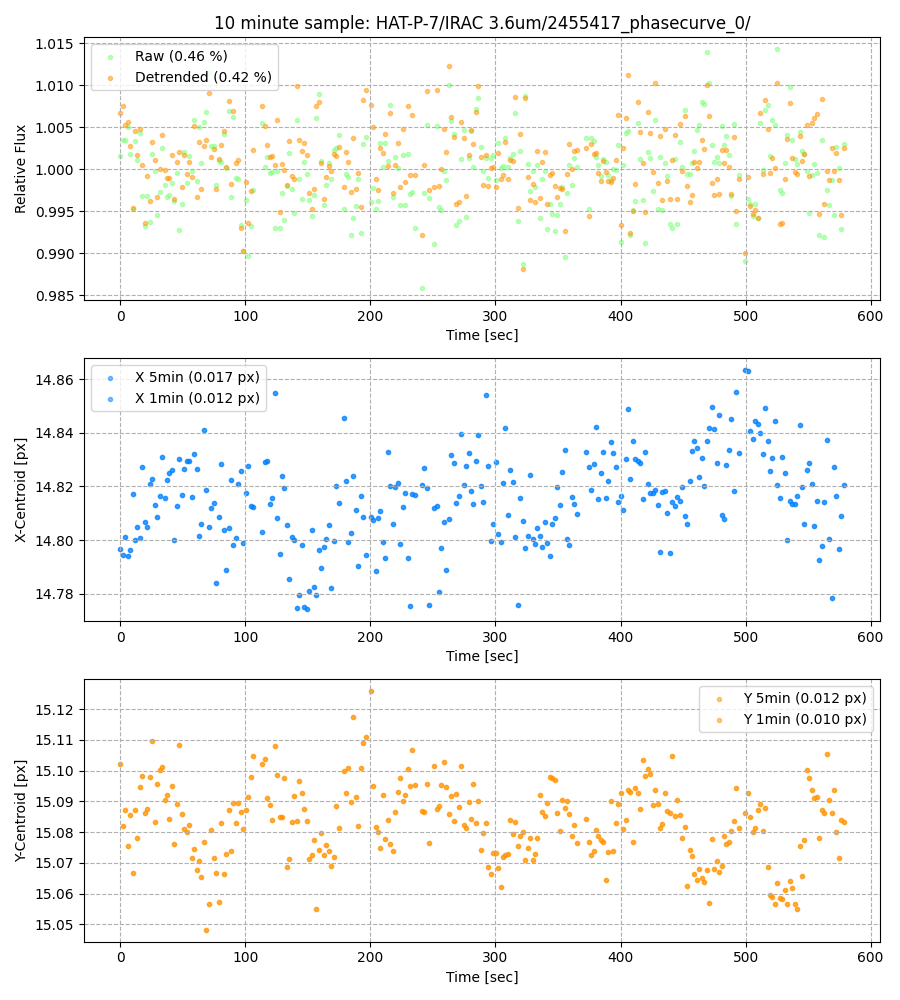 10 minute sample: HAT-P-7/IRAC 3.6um/2455417_phasecurve_0/
Relative Flux
1.015
1.010
1.005
1.000
0.995
0.990
0.985
Raw (0.46 %)
Detrended (0.42 %)
0 100 200 300 400 500 600
Time [sec]
X-Centroid [px]
14.86
14.84
14.82
14.80
14.78
X 5min (0.017 px)
X 1min (0.012 px)
0 100 200 300 400 500 600
Time [sec]
Y-Centroid [px]
15.12
15.11
15.10
15.09
15.08
15.07
15.06
15.05
Y 5min (0.012 px)
Y 1min (0.010 px)
0 100 200 300 400 500 600
Time [sec]